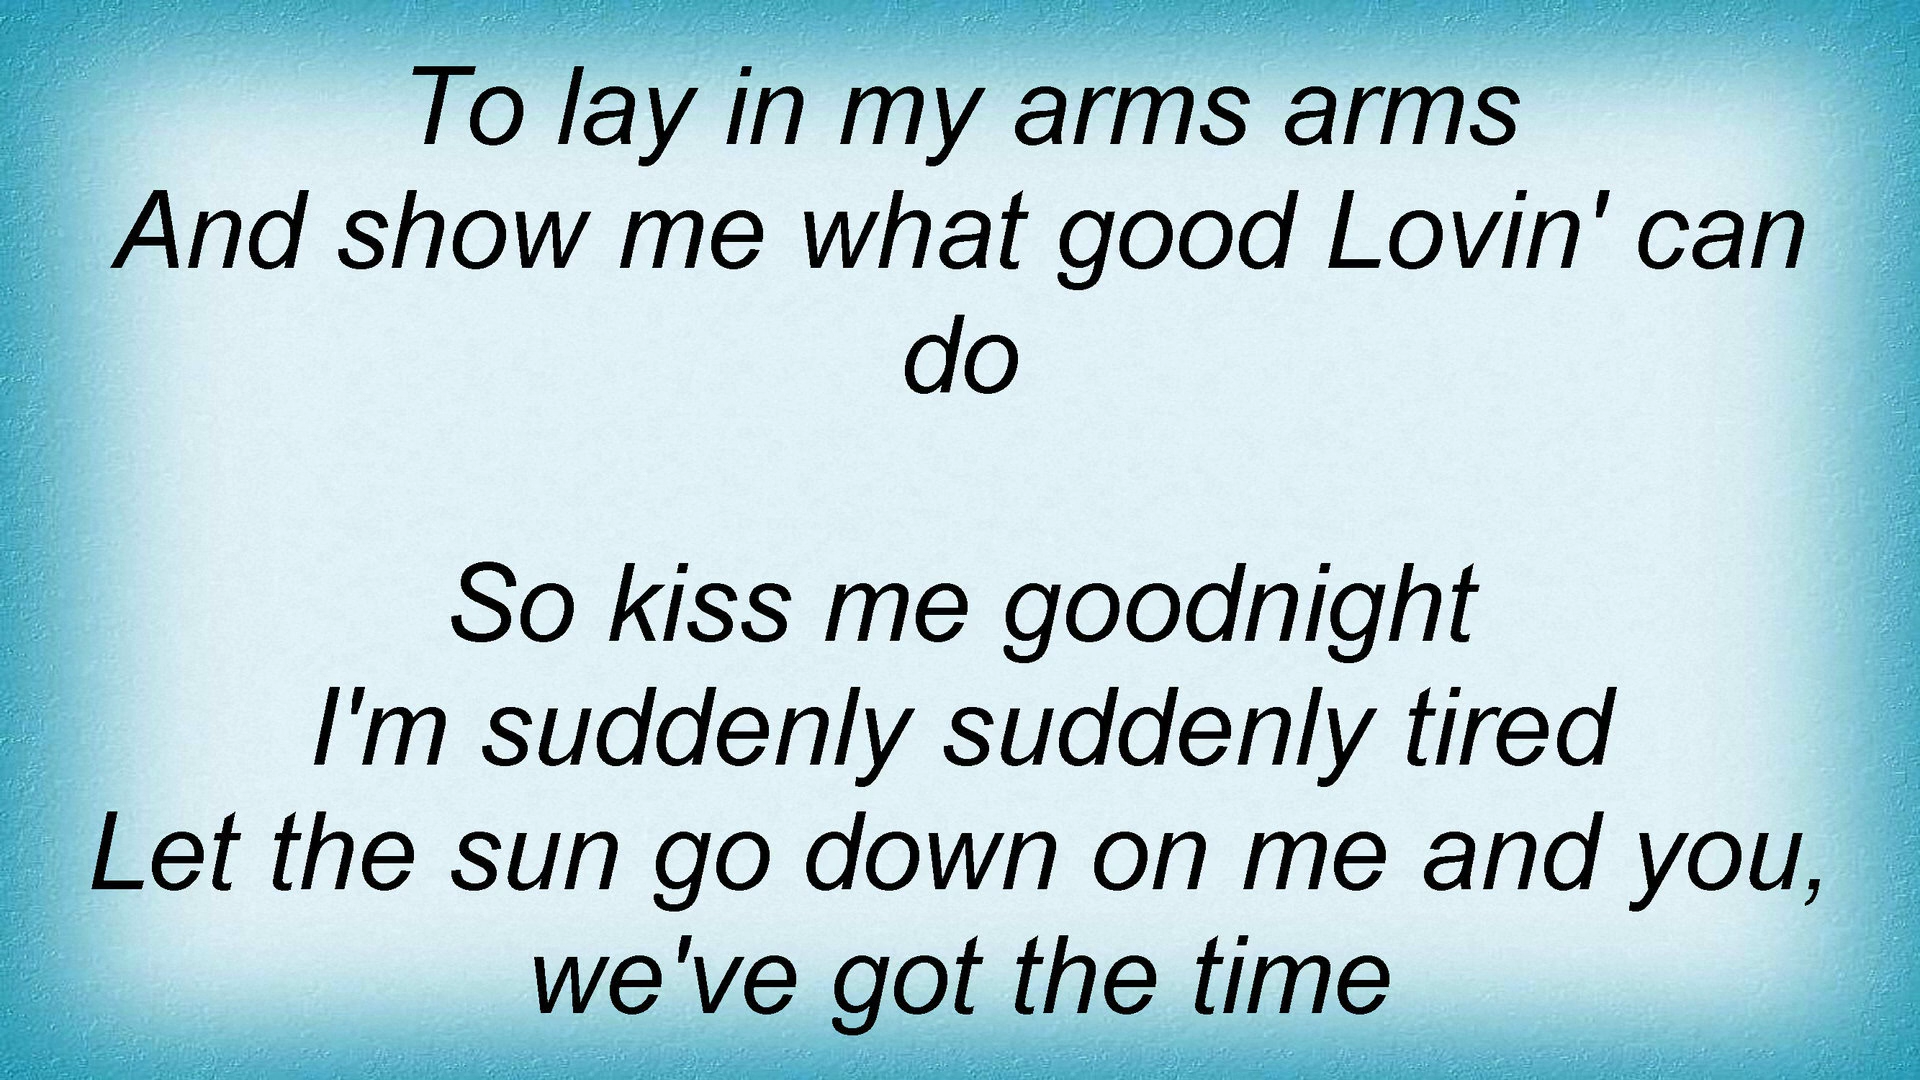 To lay in my arms arms
And show me what good Lovin' can
do
So kiss me goodnight
I'm suddenly suddenly tired
Let the sun go down on me and you,
we've got the time